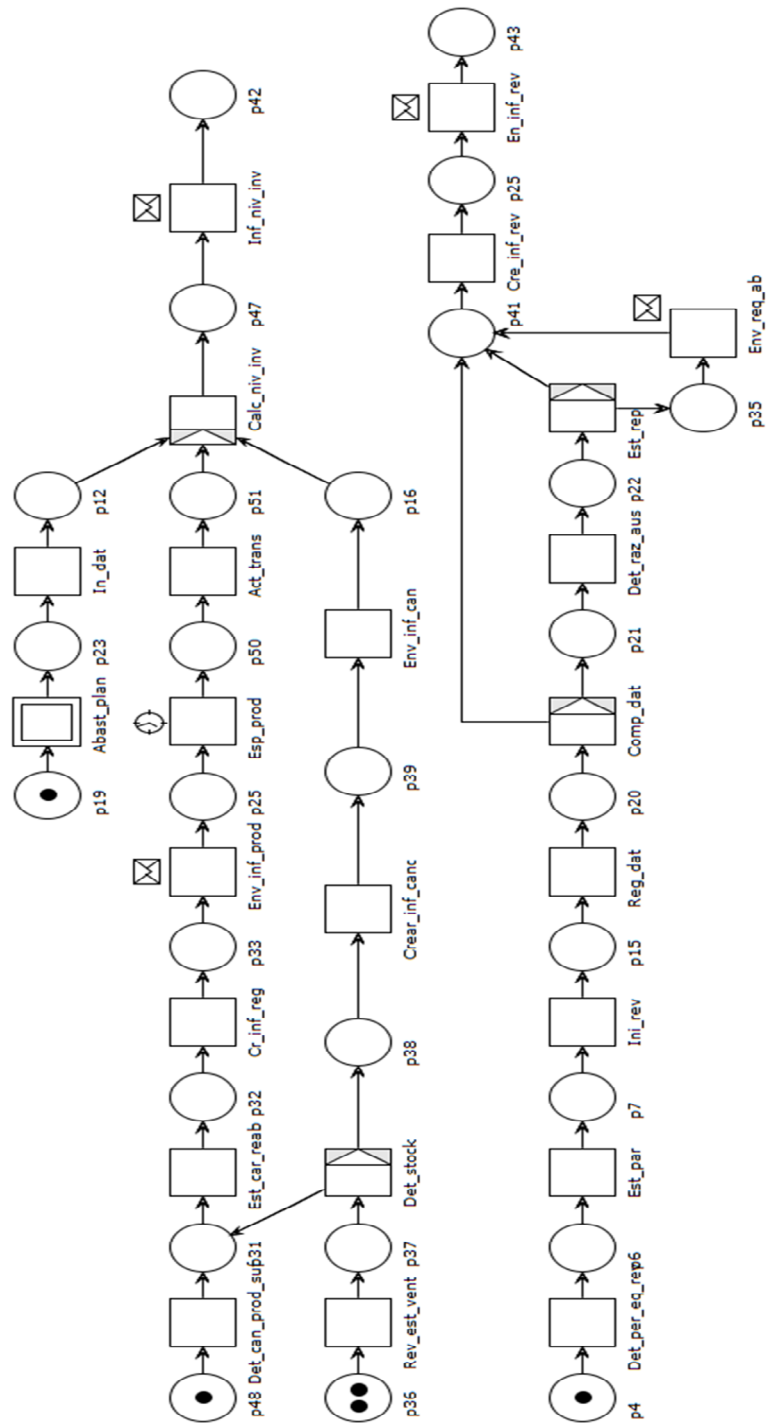 p19
Abast_plan
p23
In_dat
p12
p48
Det_can_prod_sup
p31
Est_car_reab
p32
Cr_inf_reg
p33
Env_inf_prod
p25
Esp_prod
p50
Act_trans
p51
Calc_niv_inv
p47
Inf_niv_inv
p42
p36
Rev_est_vent
p37
Det_stock
p38
Crear_inf_canc
p39
Env_inf_can
p16
p41
Cre_inf_rev
p25
En_inf_rev
p43
p4
Det_per_eq_rev
p6
Est_par
p7
Ini_rev
p15
Reg_dat
p20
Comp_dat
p21
Det_raz_aus
p22
Est_rep
p35
Env_req_ab